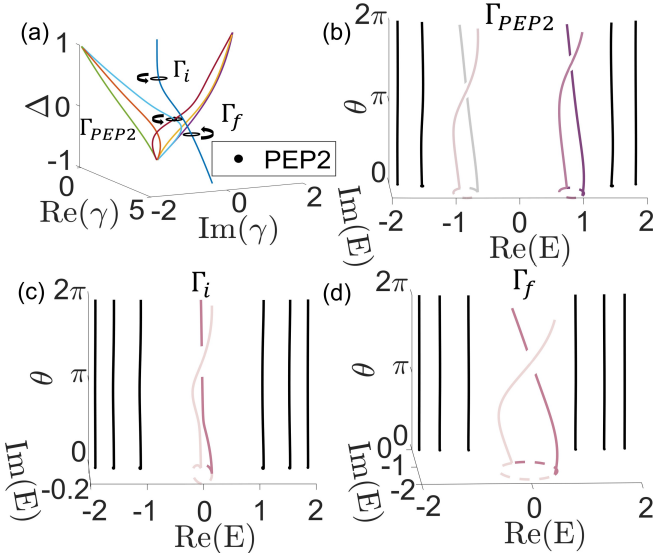 (a)
1
Δ 0
-1
0
Re(γ)
5 -2
0
Im(γ)
2
Γi
Γf
ΓPEP2
PEP2
(b)
ΓPEP2
2π
θ π
0
Im(E)
-2 -1 0 1 2
Re(E)
(c)
Γi
2π
θ π
0
Im(E)
-0.2
-2 -1 0 1 2
Re(E)
(d)
Γf
2π
θ π
0
0
-1
-2
Im(E)
-2 0 2
Re(E)